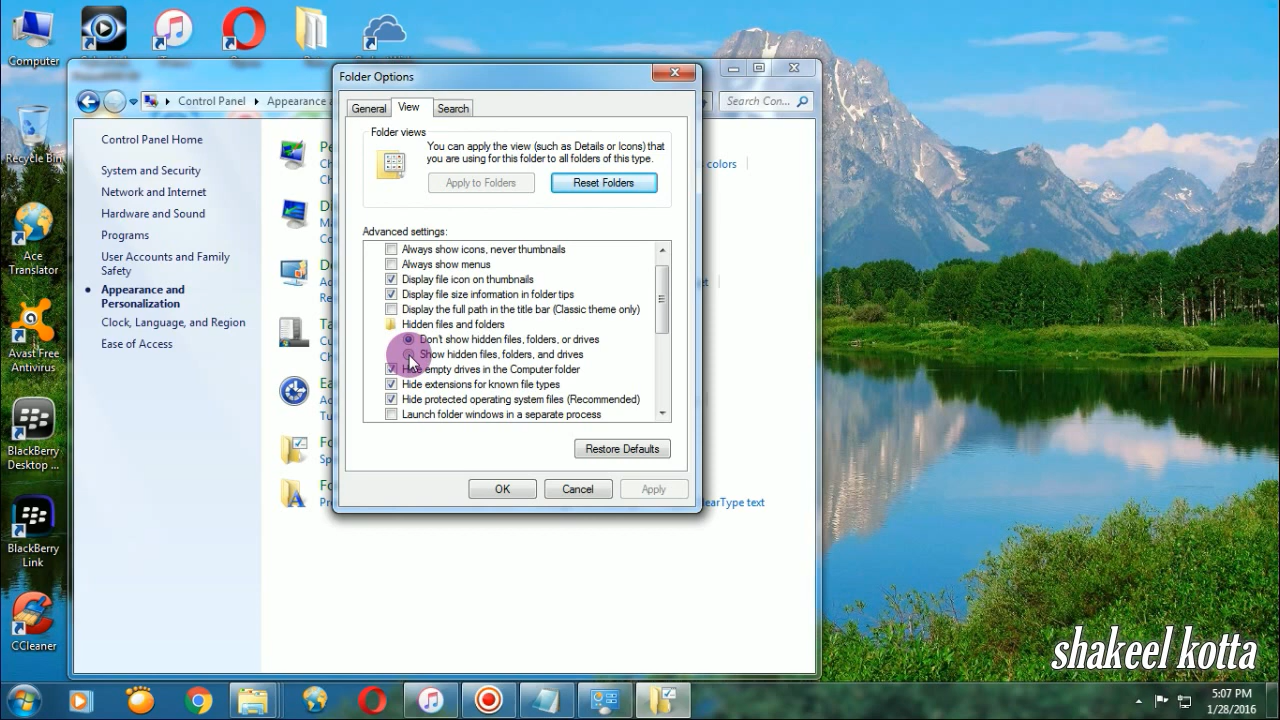 Computer
Recycle Bin
Ace
Translator
Avast Free
Antivirus
BlackBerry
Desktop ...
BlackBerry
Link
CCleaner
Control Panel
Appearance a
Search Con...
Control Panel Home
System and Security
Network and Internet
Hardware and Sound
Programs
User Accounts and Family
Safety
Appearance and
Personalization
Clock, Language, and Region
Ease of Access
colors
earType text
Folder Options
General
View
Search
Folder views
You can apply the view (such as Details or Icons) that
you are using for this folder to all folders of this type.
Apply to Folders
Reset Folders
Advanced settings:
Always show icons, never thumbnails
Always show menus
Display file icon on thumbnails
Display file size information in folder tips
Display the full path in the title bar (Classic theme only)
Hidden files and folders
Don't show hidden files, folders, or drives
Show hidden files, folders, and drives
Hide empty drives in the Computer folder
Hide extensions for known file types
Hide protected operating system files (Recommended)
Launch folder windows in a separate process
Restore Defaults
OK
Cancel
Apply
shakeel kotta
5:07 PM
1/28/2016